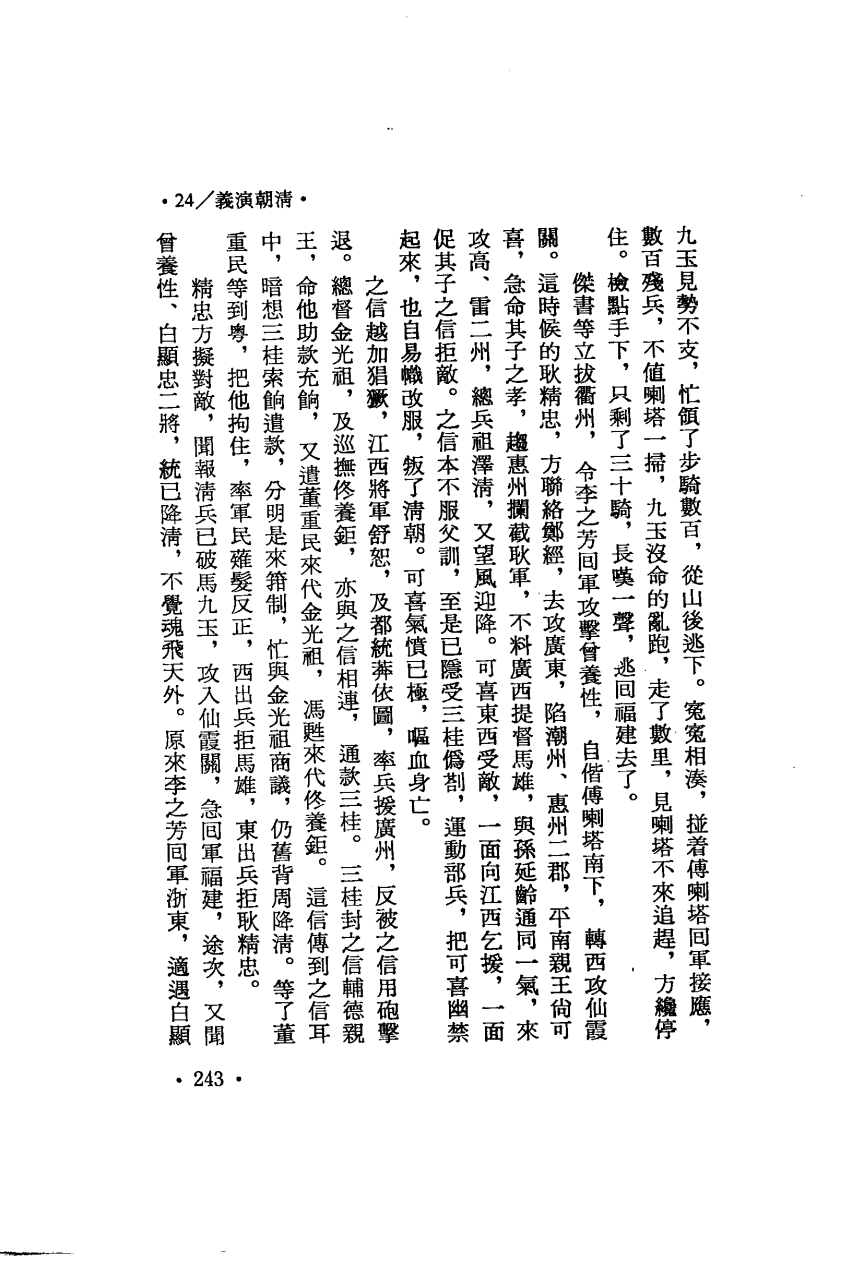 ·24／義演朝清·
九玉見勢不支，忙領了步騎數百，從山後逃下。寃寃相湊，掽着傅喇塔回軍接應，
數百殘兵，不值喇塔一掃，九玉沒命的亂跑，走了數里，見喇塔不來追趕，方纔停
住。檢點手下，只剩了三十騎，長嘆一聲，逃回福建去了。
傑書等立拔衢州，令李之芳回軍攻擊曾養性，自偕傅喇塔南下，轉西攻仙霞
關。這時候的耿精忠，方聯絡鄭經，去攻廣東，陷潮州、惠州二郡，平南親王尙可
喜，急命其子之孝，趨惠州攔截耿軍，不料廣西提督馬雄，與孫延齡通同一氣，來
攻高、雷二州，總兵祖澤清，又望風迎降。可喜東西受敵，一面向江西乞援，一面
促其子之信拒敵。之信本不服父訓，至是已隱受三桂僞劄，運動部兵，把可喜幽禁
起來，也自易幟改服，叛了清朝。可喜氣憤已極，嘔血身亡。
之信越加猖獗，江西將軍舒恕，及都統莽依圖，率兵援廣州，反被之信用砲擊
退。總督金光祖，及巡撫佟養鉅，亦與之信相連，通款三桂。三桂封之信輔德親
王，命他助款充餉，又遣董重民來代金光祖，馮甦來代佟養鉅。這信傳到之信耳
中，暗想三桂索餉遣款，分明是來箝制，忙與金光祖商議，仍舊背周降清。等了董
重民等到粵，把他拘住，率軍民薙髮反正，西出兵拒馬雄，東出兵拒耿精忠。
精忠方擬對敵，聞報清兵已破馬九玉，攻入仙霞關，急回軍福建，途次，又聞
曾養性、白顯忠二將，統已降清，不覺魂飛天外。原來李之芳回軍浙東，適遇白顯
·243·